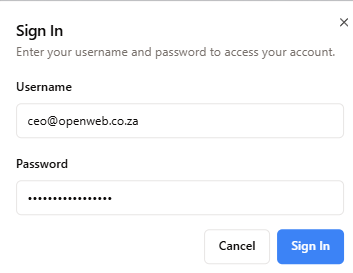 Sign In
Enter your username and password to access your account.
Username
ceo@openweb.co.za
Password
•••••••••••••••••
Cancel Sign In